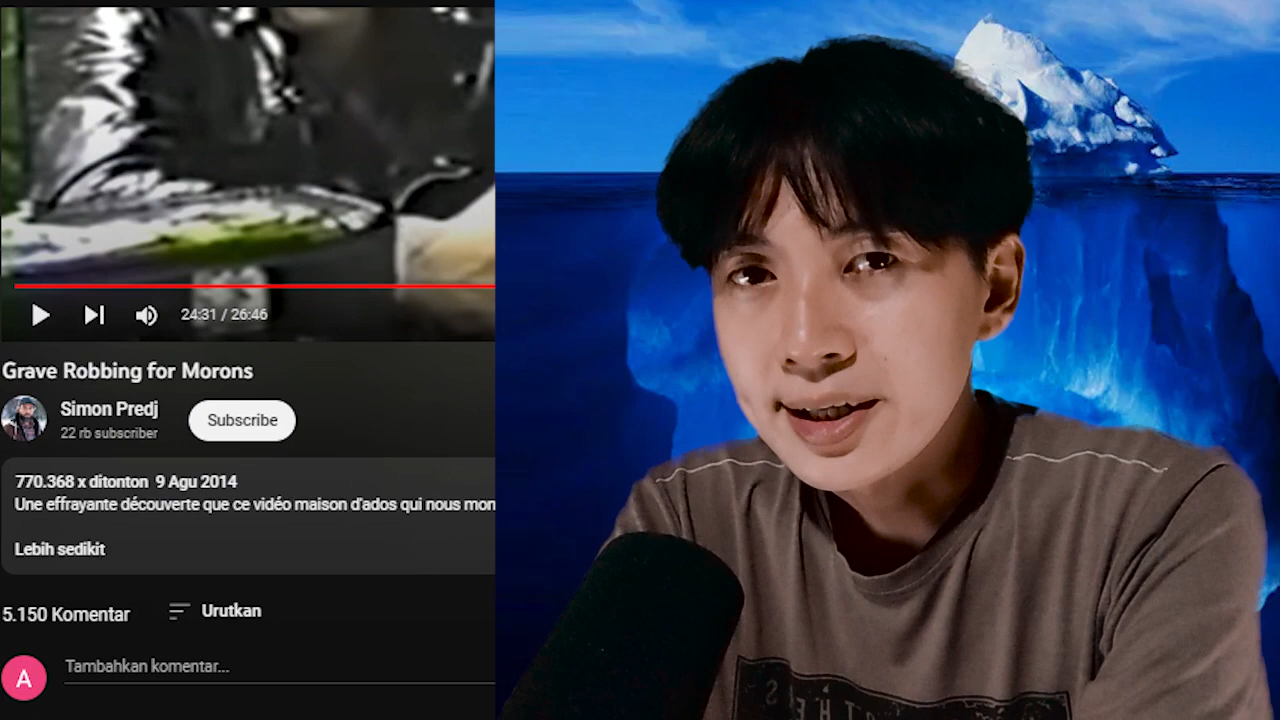 24:31 / 26:46
Grave Robbing for Morons
Simon Predj
22 rb subscriber
Subscribe
770.368 x ditonton 9 Agu 2014
Une effrayante découverte que ce vidéo maison d'ados qui nous mon
Lebih sedikit
5.150 Komentar
Urutkan
A
Tambahkan komentar...